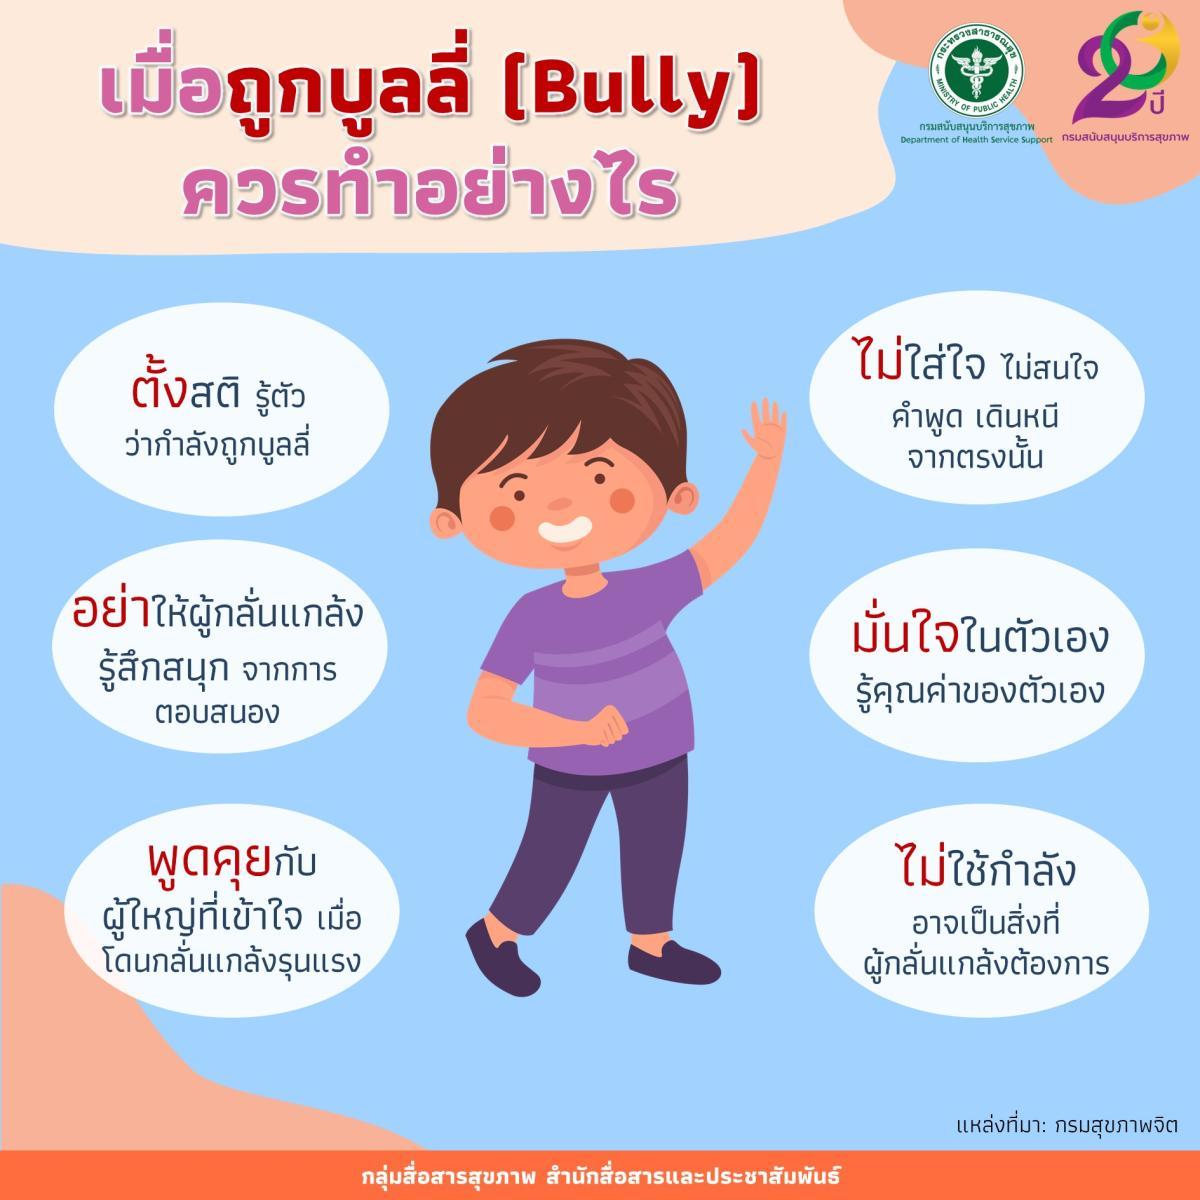 เมื่อถูกบูลลี่ (Bully)
ควรทำอย่างไร
กระทรวงสาธารณสุข
MINISTRY OF PUBLIC HEALTH
กรมสนับสนุนบริการสุขภาพ
Department of Health Service Support
20 ปี
กรมสนับสนุนบริการสุขภาพ
ตั้งสติ รู้ตัว
ว่ากำลังถูกบูลลี่
ไม่ใส่ใจ ไม่สนใจ
คำพูด เดินหนี
จากตรงนั้น
อย่าให้ผู้กลั่นแกล้ง
รู้สึกสนุก จากการ
ตอบสนอง
มั่นใจในตัวเอง
รู้คุณค่าของตัวเอง
พูดคุยกับ
ผู้ใหญ่ที่เข้าใจ เมื่อ
โดนกลั่นแกล้งรุนแรง
ไม่ใช้กำลัง
อาจเป็นสิ่งที่
ผู้กลั่นแกล้งต้องการ
แหล่งที่มา: กรมสุขภาพจิต
กลุ่มสื่อสารสุขภาพ สำนักสื่อสารและประชาสัมพันธ์